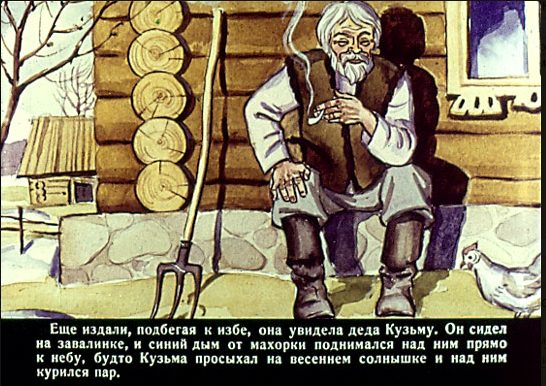 Еще издали, подбегая к избе, она увидела деда Кузьму. Он сидел
на завалинке, и синий дым от махорки поднимался над ним прямо
к небу, будто Кузьма просыхал на весеннем солнышке и над ним
курился пар.